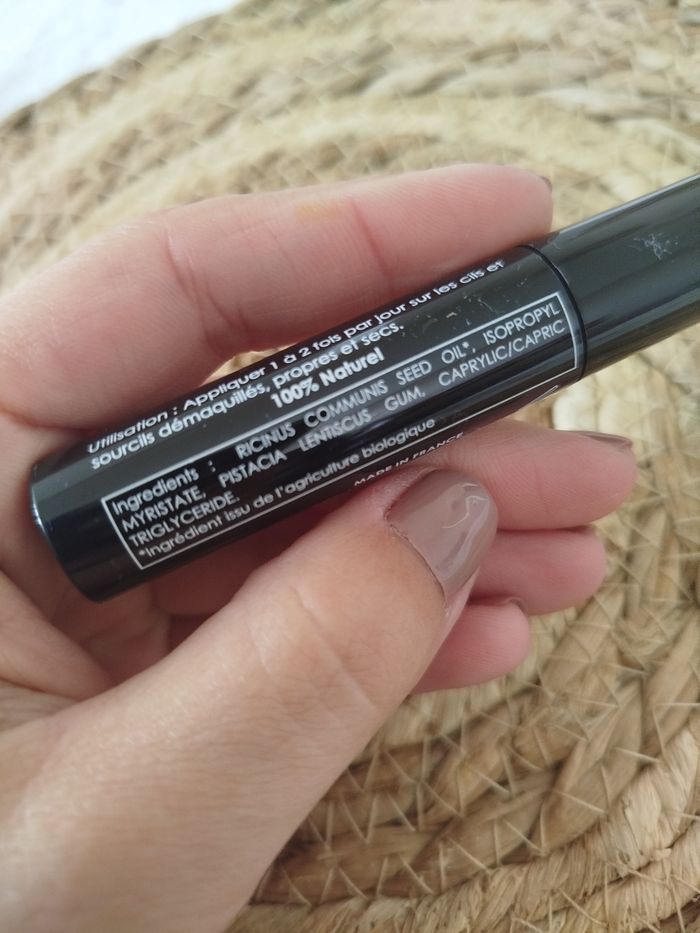 Utilisation : Appliquer 1 à 2 fois par jour sur les cils et
sourcils démaquillés, propres et secs.
100% Naturel
Ingredients : RICINUS COMMUNIS SEED OIL*, ISOPROPYL
MYRISTATE, PISTACIA LENTISCUS GUM, CAPRYLIC/CAPRIC
TRIGLYCERIDE.
*Ingrédient issu de l'agriculture biologique
MADE IN FRANCE